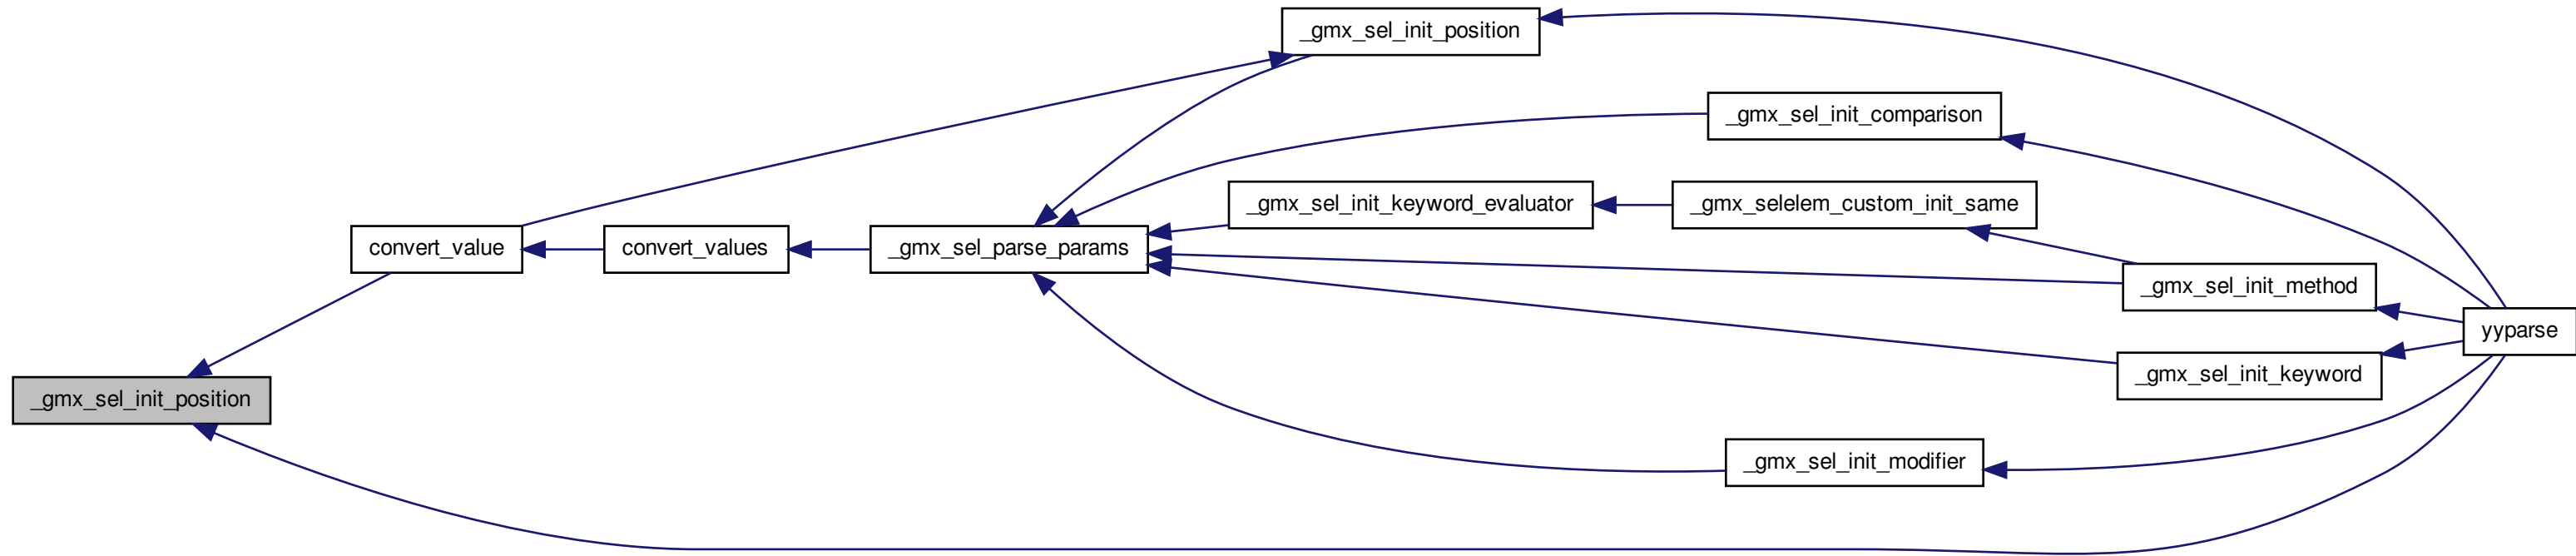 _gmx_sel_init_position
_gmx_sel_init_comparison
_gmx_sel_init_keyword_evaluator
_gmx_selelem_custom_init_same
convert_value
convert_values
_gmx_sel_parse_params
_gmx_sel_init_method
yyparse
_gmx_sel_init_keyword
_gmx_sel_init_position
_gmx_sel_init_modifier